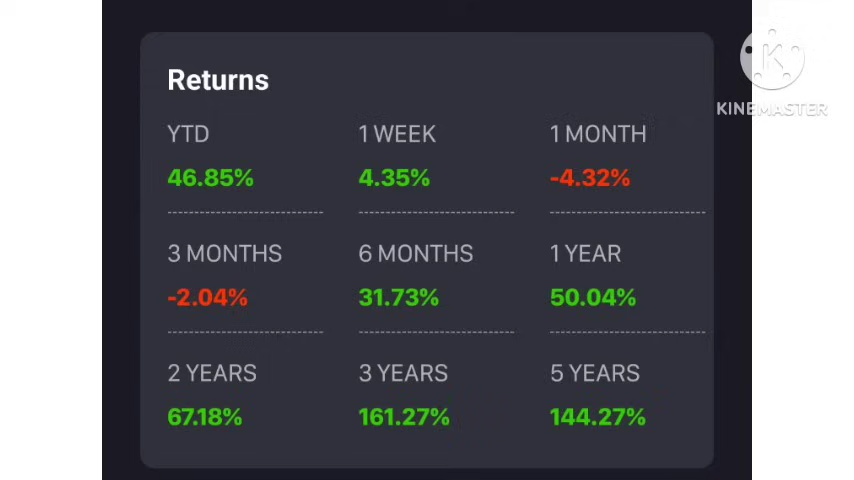 Returns
YTD 1 WEEK 1 MONTH
46.85% 4.35% -4.32%
3 MONTHS 6 MONTHS 1 YEAR
-2.04% 31.73% 50.04%
2 YEARS 3 YEARS 5 YEARS
67.18% 161.27% 144.27%
K
KINEMASTER